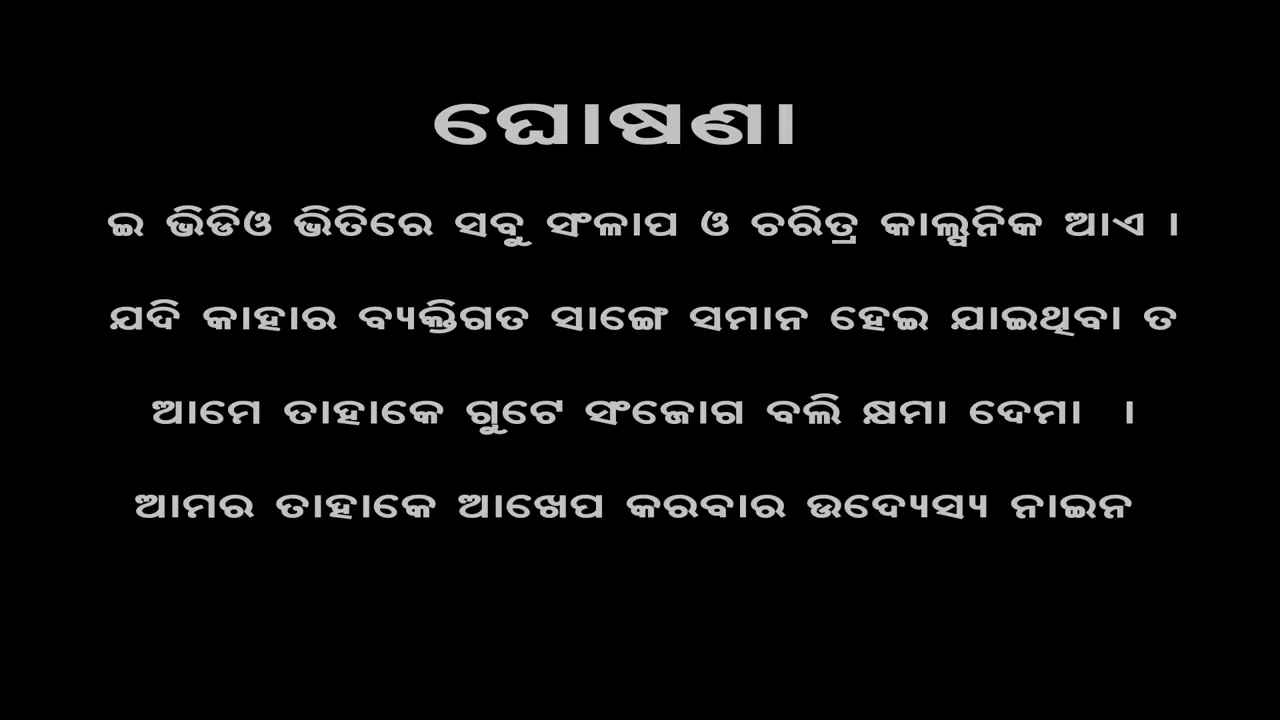 ଘୋଷଣା
ଇ ଭିଡିଓ ଭିତିରେ ସବୁ ସଂଳାପ ଓ ଚରିତ୍ର କାଳ୍ପନିକ ଆଏ ।
ଯଦି କାହାର ବ୍ୟକ୍ତିଗତ ସାଙ୍ଗେ ସମାନ ହେଇ ଯାଇଥିବା ତ
ଆମେ ତାହାକେ ଗୁଟେ ସଂଜୋଗ ବଲି କ୍ଷମା ଦେମା ।
ଆମର ତାହାକେ ଆଖେପ କରବାର ଉଦ୍ୟେସ୍ୟ ନାଇନ